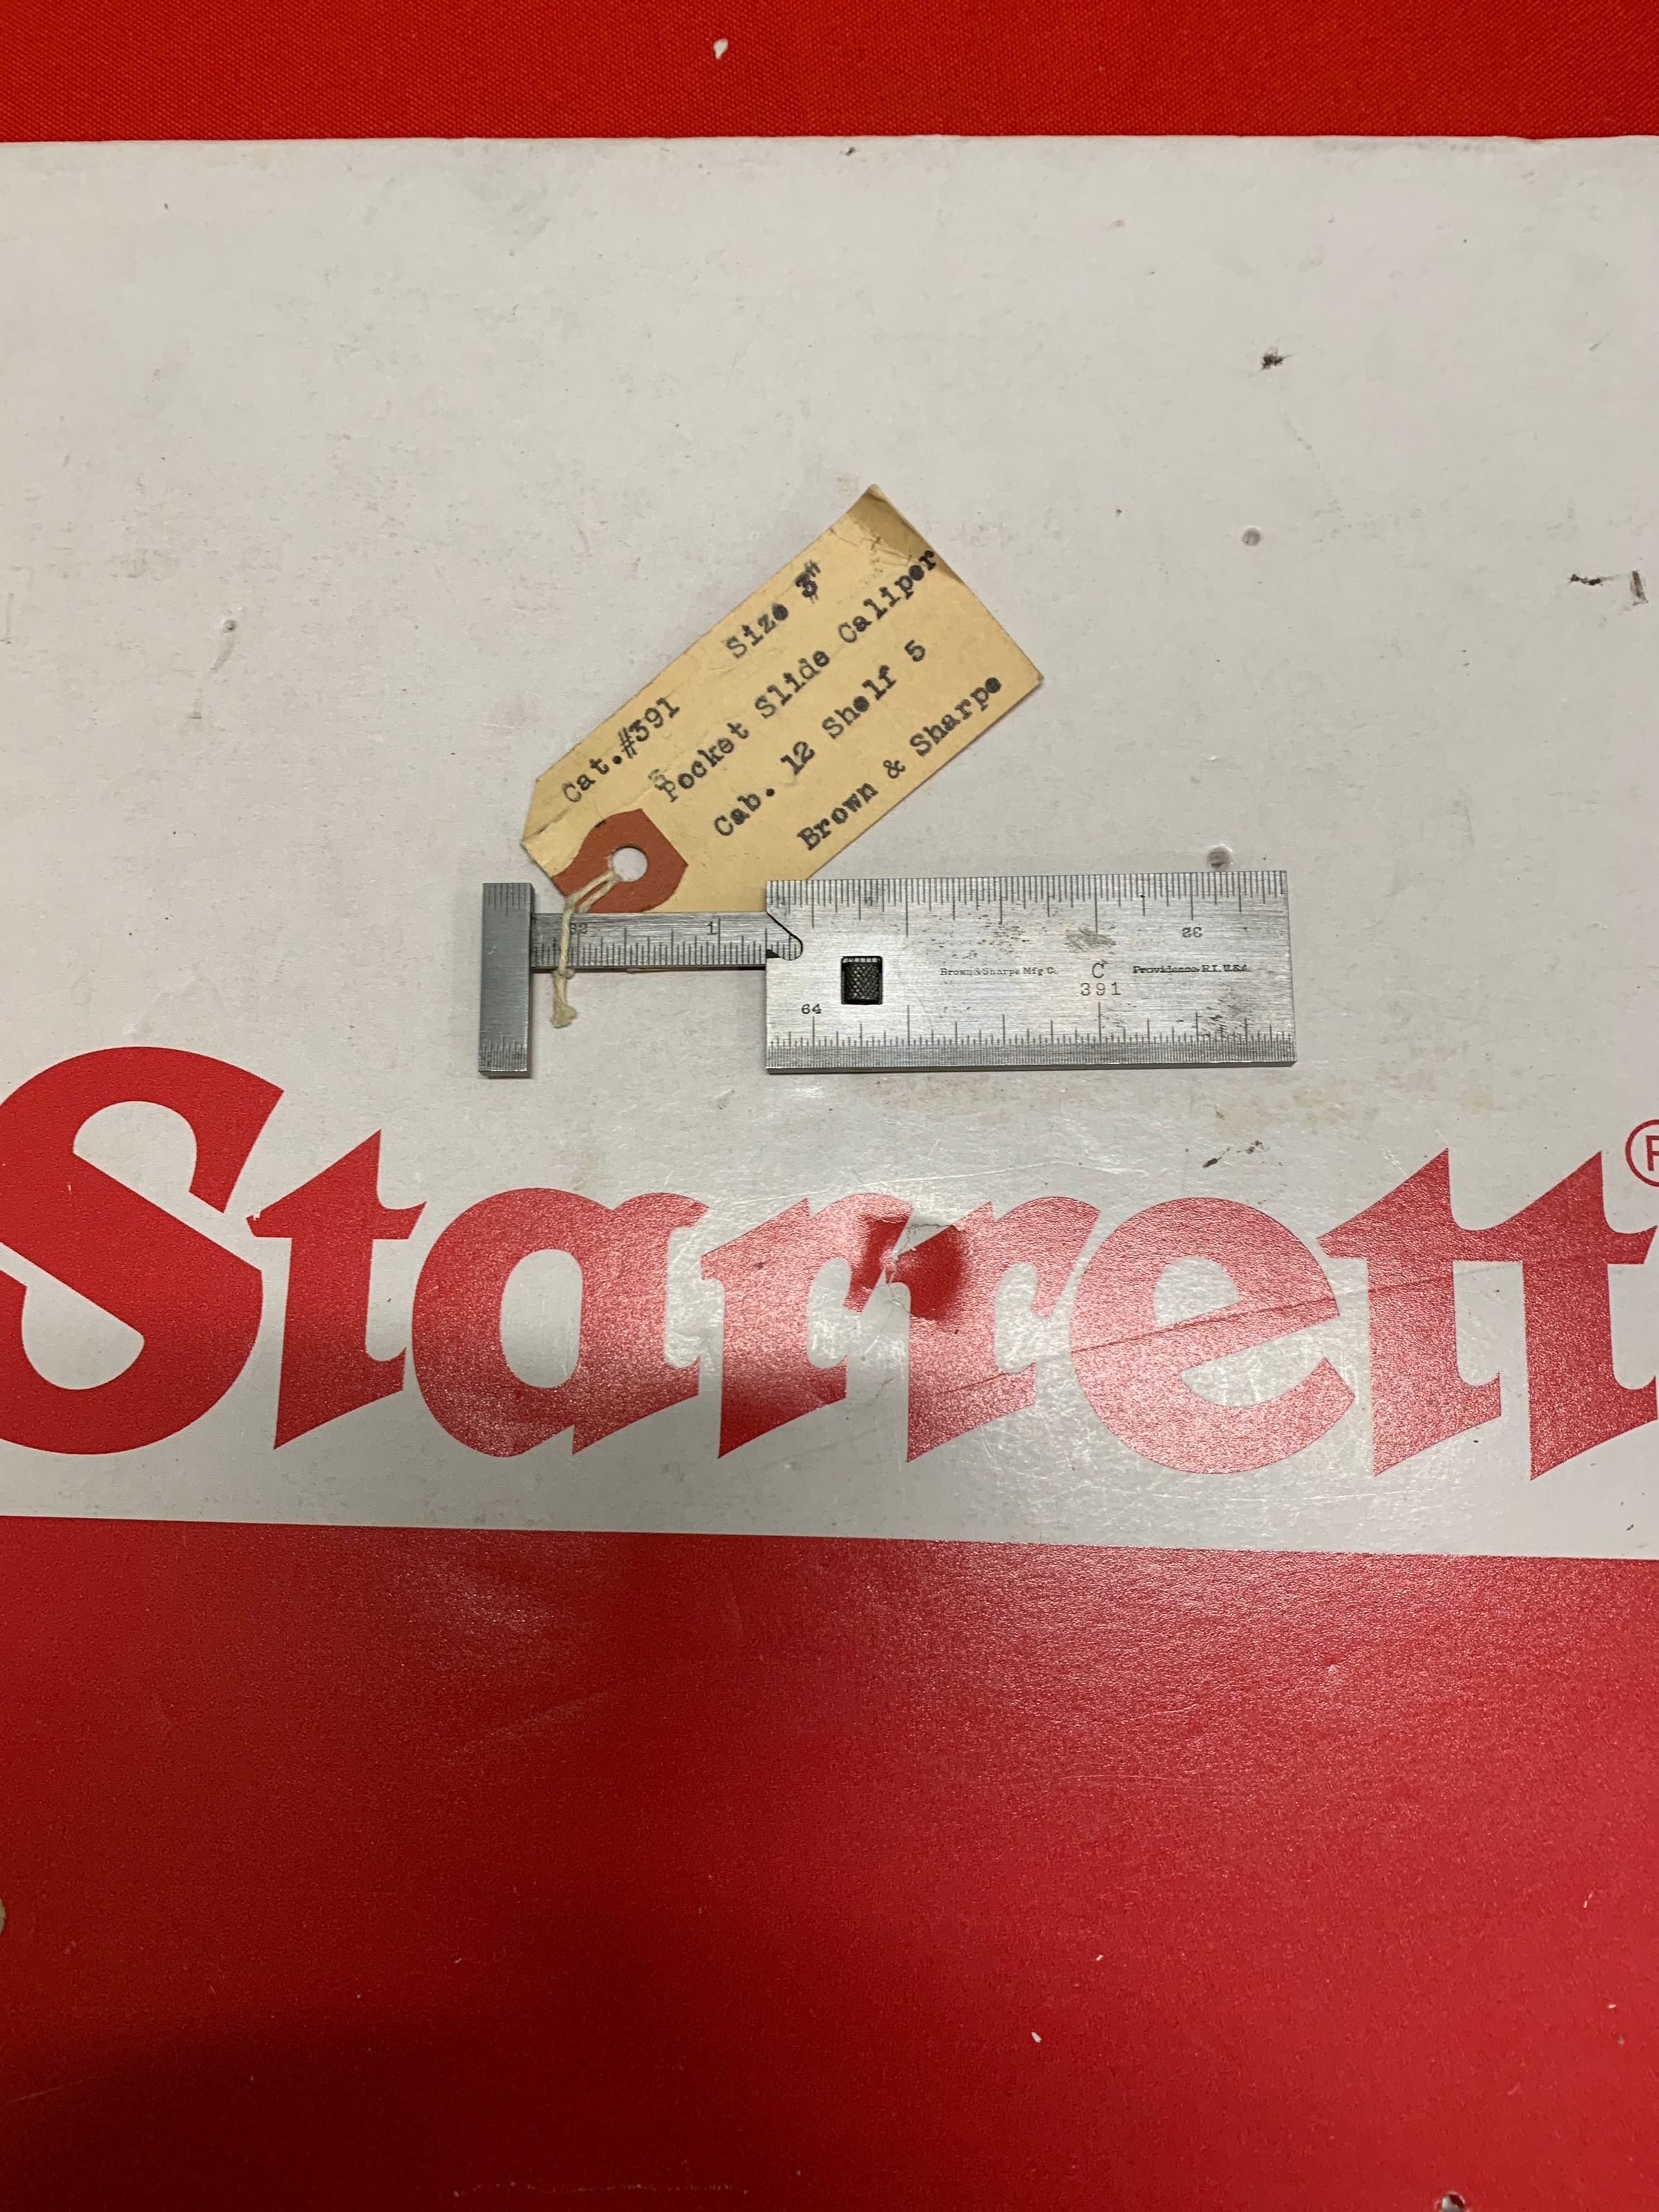 Cat.#391 Size 3"
Pocket Slide Caliper
Cab. 12 Shelf 5
Brown & Sharpe
32 1
32
Brown & Sharpe Mfg Co. C Providence, R.I. U.S.A.
391
64
Starrett®